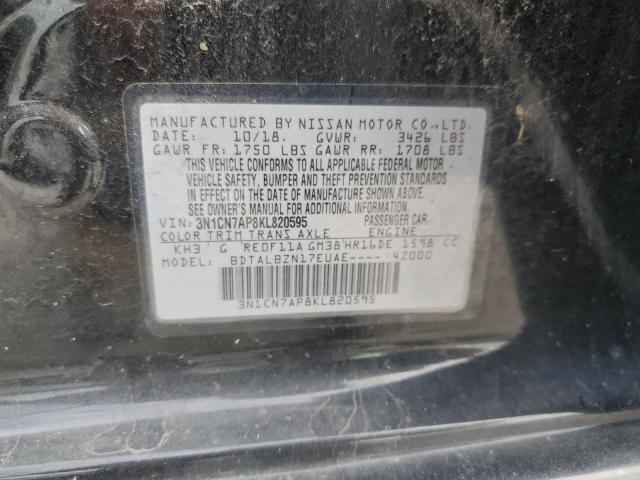 MANUFACTURED BY NISSAN MOTOR CO.,LTD.
DATE: 10/18. GVWR: 3426 LBS
GAWR FR: 1750 LBS GAWR RR: 1708 LBS
THIS VEHICLE CONFORMS TO ALL APPLICABLE FEDERAL MOTOR
VEHICLE SAFETY, BUMPER AND THEFT PREVENTION STANDARDS
IN EFFECT ON THE DATE OF MANUFACTURE SHOWN ABOVE.
SEE OWNER'S MANUAL FOR ADDITIONAL INFORMATION.
VIN: 3N1CN7AP8KL820595 PASSENGER CAR.
COLOR TRIM TRANS AXLE ENGINE
KH3 G RE0F11A GM38 HR16DE 1598 CC
MODEL: BDTALBZN17EUAE---- 42000
3N1CN7AP8KL820595